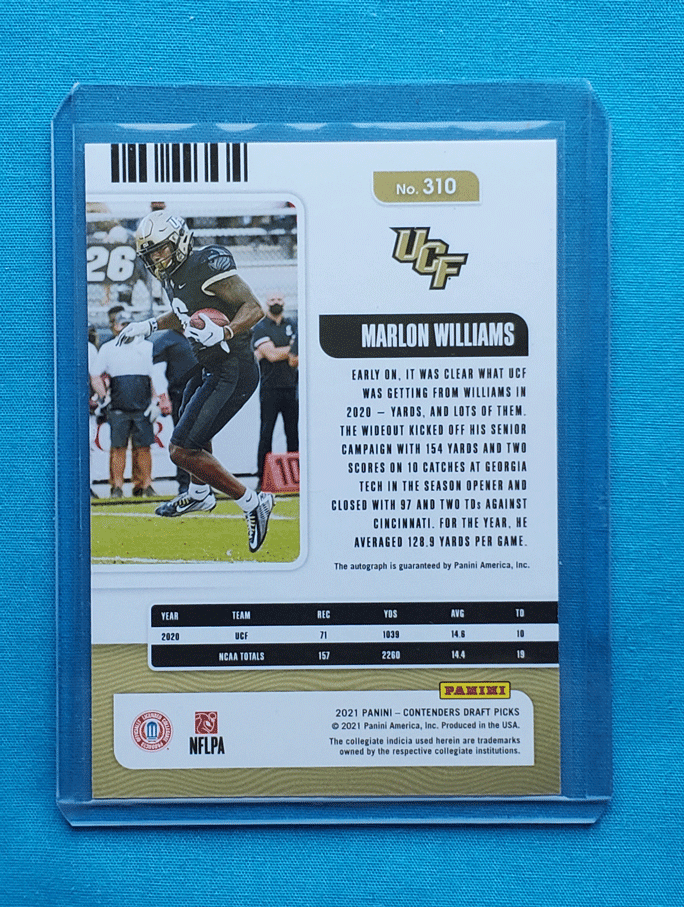 No. 310
UCF
UCF
26
MARLON WILLIAMS
EARLY ON, IT WAS CLEAR WHAT UCF
WAS GETTING FROM WILLIAMS IN
2020 – YARDS, AND LOTS OF THEM.
THE WIDEOUT KICKED OFF HIS SENIOR
CAMPAIGN WITH 154 YARDS AND TWO
SCORES ON 10 CATCHES AT GEORGIA
TECH IN THE SEASON OPENER AND
CLOSED WITH 97 AND TWO TDs AGAINST
CINCINNATI. FOR THE YEAR, HE
AVERAGED 128.9 YARDS PER GAME.
10
The autograph is guaranteed by Panini America, Inc.
YEAR TEAM REC YDS AVG TD
2020 UCF 71 1039 14.6 10
NCAA TOTALS 157 2260 14.4 19
PANINI
2021 PANINI – CONTENDERS DRAFT PICKS
© 2021 Panini America, Inc. Produced in the USA.
The collegiate indicia used herein are trademarks
owned by the respective collegiate institutions.
OFFICIALLY LICENSED COLLEGIATE PRODUCTS
NFLPA